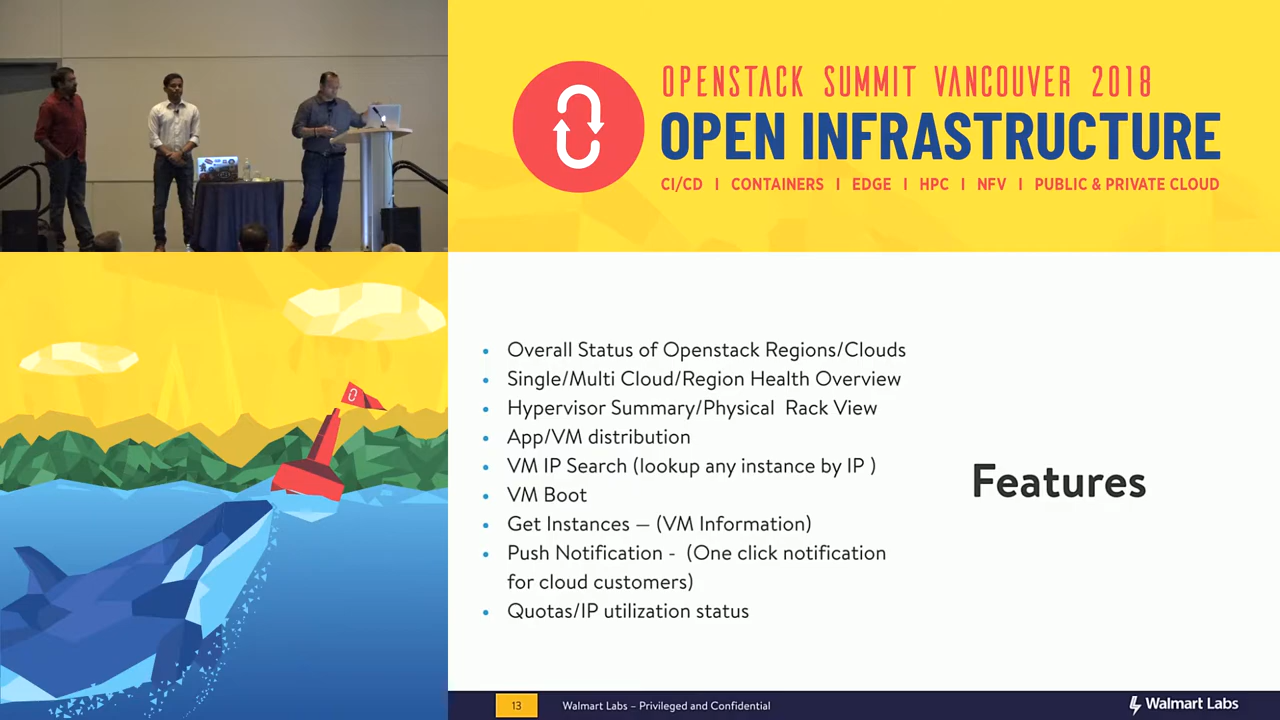 OPENSTACK SUMMIT VANCOUVER 2018
OPEN INFRASTRUCTURE
CI/CD | CONTAINERS | EDGE | HPC | NFV | PUBLIC & PRIVATE CLOUD
• Overall Status of Openstack Regions/Clouds
• Single/Multi Cloud/Region Health Overview
• Hypervisor Summary/Physical Rack View
• App/VM distribution
• VM IP Search (lookup any instance by IP )
• VM Boot
• Get Instances — (VM Information)
• Push Notification - (One click notification
for cloud customers)
• Quotas/IP utilization status
Features
13 Walmart Labs – Privileged and Confidential
Walmart Labs